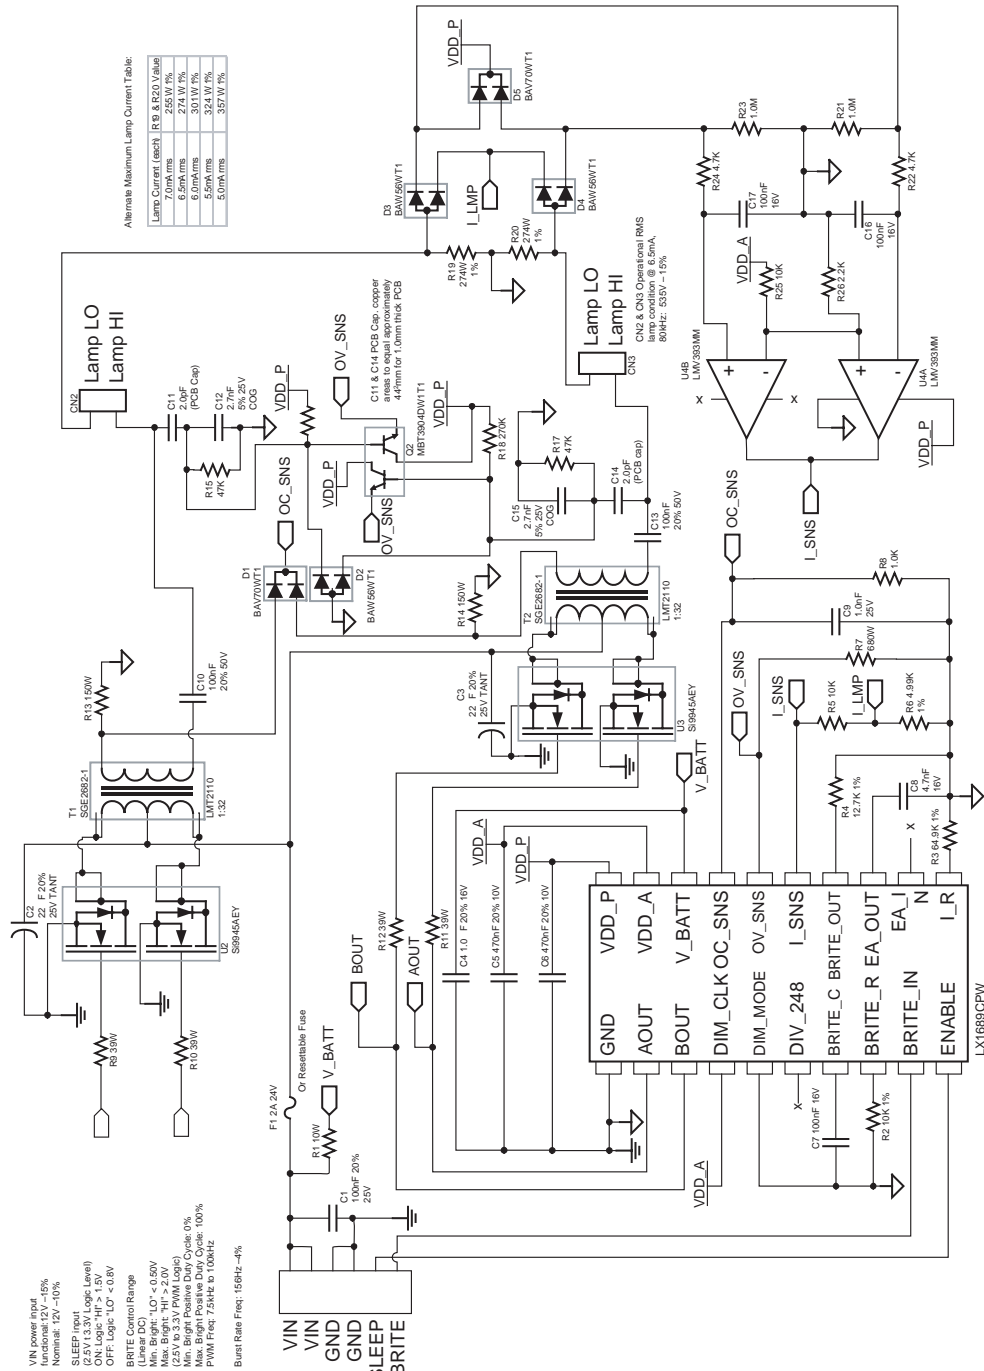 Alternate Maximum Lamp Current Table:
Lamp Current (each) R19 & R20 Value
7.0mA rms 255W 1%
6.5mA rms 274W 1%
6.0mA rms 301W 1%
5.5mA rms 324W 1%
5.0mA rms 357W 1%
VDD_P
D5
BAV70WT1
D3
BAW56WT1
I_LMP
D4
BAW56WT1
R19
274W
1%
R20
274W
1%
R23
1.0M
R21
1.0M
R24 4.7K
R22 4.7K
C17
100nF
16V
C16
100nF
16V
VDD_A
R25 10K
R26 2.2K
U4B
LMV393MM
U4A
LMV393MM
+
-
+
-
x
x
VDD_P
I_SNS
CN2
Lamp LO
Lamp HI
C11
2.0pF
(PCB Cap)
C12
2.7nF
5% 25V
COG
R15
47K
VDD_P
OC_SNS
C11 & C14 PCB Cap. copper
areas to equal approximately
44²mm for 1.0mm thick PCB
OV_SNS
Q2
MBT3904DW1T1
VDD_P
VDD_P
OV_SNS
R18 270K
Lamp LO
Lamp HI
CN3
CN2 & CN3 Operational RMS
lamp condition @ 6.5mA,
80kHz: 535V –15%
R17
47K
C14
2.0pF
(PCB cap)
C15
2.7nF
5% 25V
COG
C13
100nF
20% 50V
D1
BAV70WT1
D2
BAW56WT1
R14 150W
R13 150W
C10
100nF
20% 50V
T1
SGE2682-1
LMT2110
1:32
T2
SGE2682-1
LMT2110
1:32
C2
22 F 20%
25V TANT
U2
Si9945AEY
C3
22 F 20%
25V TANT
U3
Si9945AEY
V_BATT
R9 39W
R10 39W
R12 39W
R11 39W
BOUT
AOUT
VDD_A
VDD_P
C4 1.0 F 20% 16V
C5 470nF 20% 10V
C6 470nF 20% 10V
F1 2A 24V
Or Resettable Fuse
V_BATT
R1 10W
C1
100nF 20%
25V
VIN
VIN
GND
GND
SLEEP
BRITE
OC_SNS
R8
1.0K
C9
1.0nF
25V
R7
680W
OV_SNS
I_SNS
R5 10K
I_LMP
R6 4.99K
1%
R4
12.7K 1%
C8
4.7nF
16V
x
R3 64.9K 1%
GND VDD_P
AOUT VDD_A
BOUT V_BATT
DIM_CLK OC_SNS
DIM_MODE OV_SNS
DIV_248 I_SNS
BRITE_C BRITE_OUT
BRITE_R EA_OUT
BRITE_IN EA_I
N
ENABLE I_R
LX1689CPW
VDD_A
x
C7 100nF 16V
R2 10K 1%
VIN power input
functional:12V –15%
Nominal: 12V –10%
SLEEP input
(2.5V t 3.3V Logic Level)
ON: Logic "HI" > 1.5V
OFF: Logic "LO" < 0.8V
BRITE Control Range
(Linear DC)
Min. Bright: "LO" < 0.50V
Max. Bright: "HI" > 2.0V
(2.5V to 3.3V PWM Logic)
Min. Bright Positive Duty Cycle: 0%
Max. Bright Positive Duty Cycle: 100%
PWM Freq: 7.5kHz to 100kHz
Burst Rate Freq: 156Hz –4%